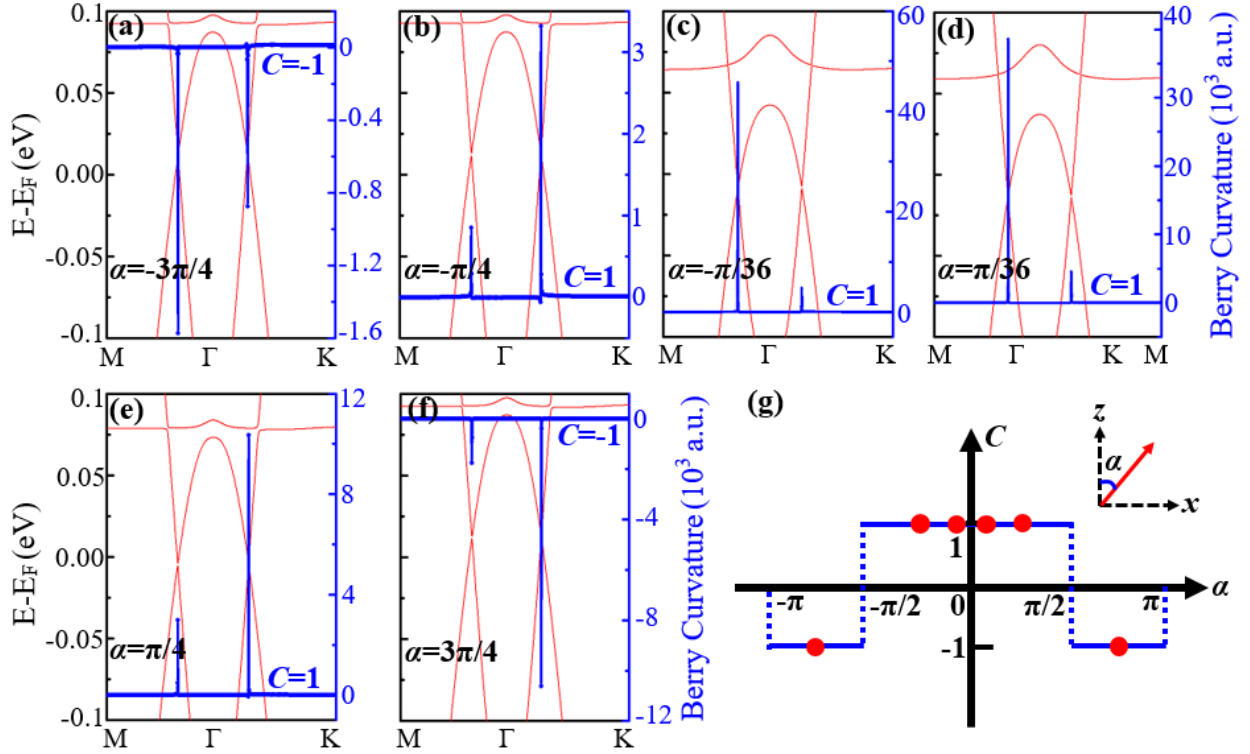 (a)
0.1
0.05
0.00
-0.05
-0.1
E-E_F (eV)
0
-0.4
-0.8
-1.2
-1.6
C=-1
α=-3π/4
M Γ K
(b)
3
2
1
0
C=1
α=-π/4
M Γ K
(c)
60
40
20
0
C=1
α=-π/36
M Γ K
(d)
40
30
20
10
0
Berry Curvature (10³ a.u.)
C=1
α=π/36
M Γ K M
(e)
0.1
0.05
0.00
-0.05
-0.1
E-E_F (eV)
12
8
4
0
C=1
α=π/4
M Γ K
(f)
0
-4
-8
-12
Berry Curvature (10³ a.u.)
C=-1
α=3π/4
M Γ K
(g)
C
z
α
x
1
-π -π/2 0 π/2 π α
-1